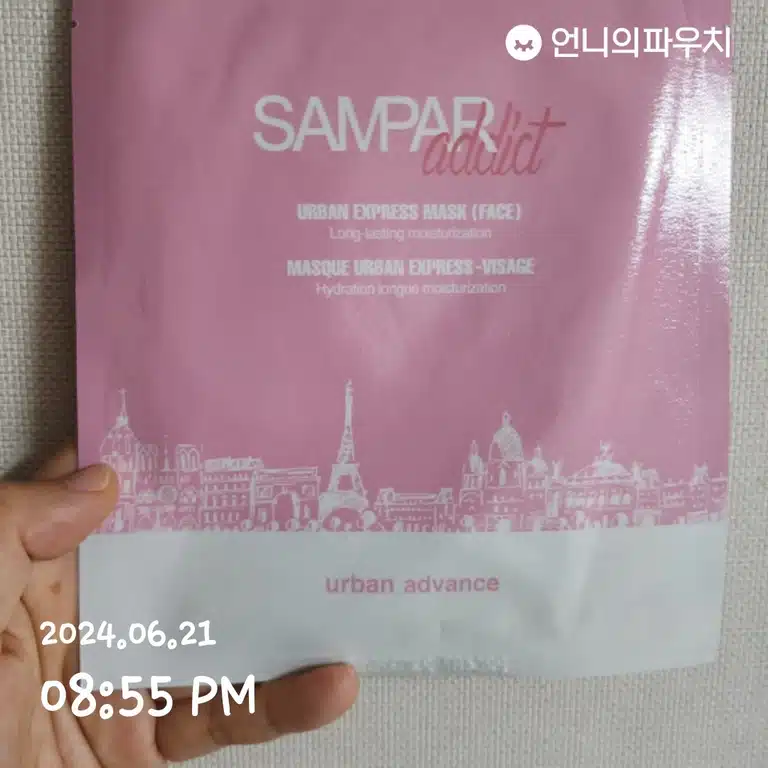 언니의파우치
SAMPAR
addict
URBAN EXPRESS MASK (FACE)
Long-lasting moisturization
MASQUE URBAN EXPRESS-VISAGE
Hydration longue moisturization
urban advance
2024.06.21
08:55 PM